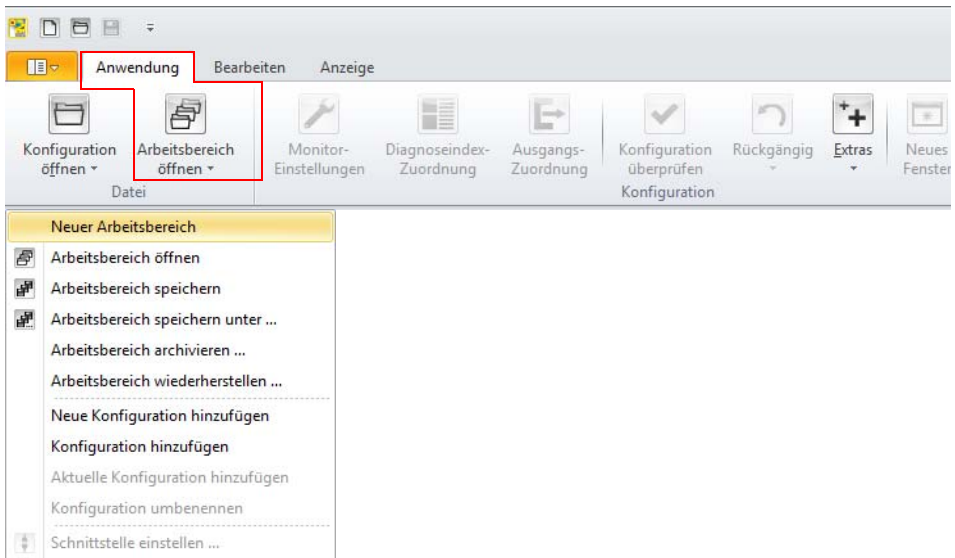 Anwendung Bearbeiten Anzeige
Konfiguration öffnen
Arbeitsbereich öffnen
Datei
Monitor-Einstellungen
Diagnoseindex-Zuordnung
Ausgangs-Zuordnung
Konfiguration überprüfen
Rückgängig
Extras
Konfiguration
Neues Fenster
Neuer Arbeitsbereich
Arbeitsbereich öffnen
Arbeitsbereich speichern
Arbeitsbereich speichern unter ...
Arbeitsbereich archivieren ...
Arbeitsbereich wiederherstellen ...
Neue Konfiguration hinzufügen
Konfiguration hinzufügen
Aktuelle Konfiguration hinzufügen
Konfiguration umbenennen
Schnittstelle einstellen ...